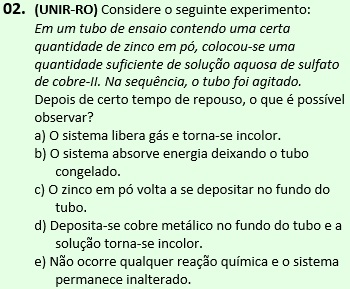 02. (UNIR-RO) Considere o seguinte experimento:
Em um tubo de ensaio contendo uma certa
quantidade de zinco em pó, colocou-se uma
quantidade suficiente de solução aquosa de sulfato
de cobre-II. Na sequência, o tubo foi agitado.
Depois de certo tempo de repouso, o que é possível
observar?
a) O sistema libera gás e torna-se incolor.
b) O sistema absorve energia deixando o tubo
congelado.
c) O zinco em pó volta a se depositar no fundo do
tubo.
d) Deposita-se cobre metálico no fundo do tubo e a
solução torna-se incolor.
e) Não ocorre qualquer reação química e o sistema
permanece inalterado.